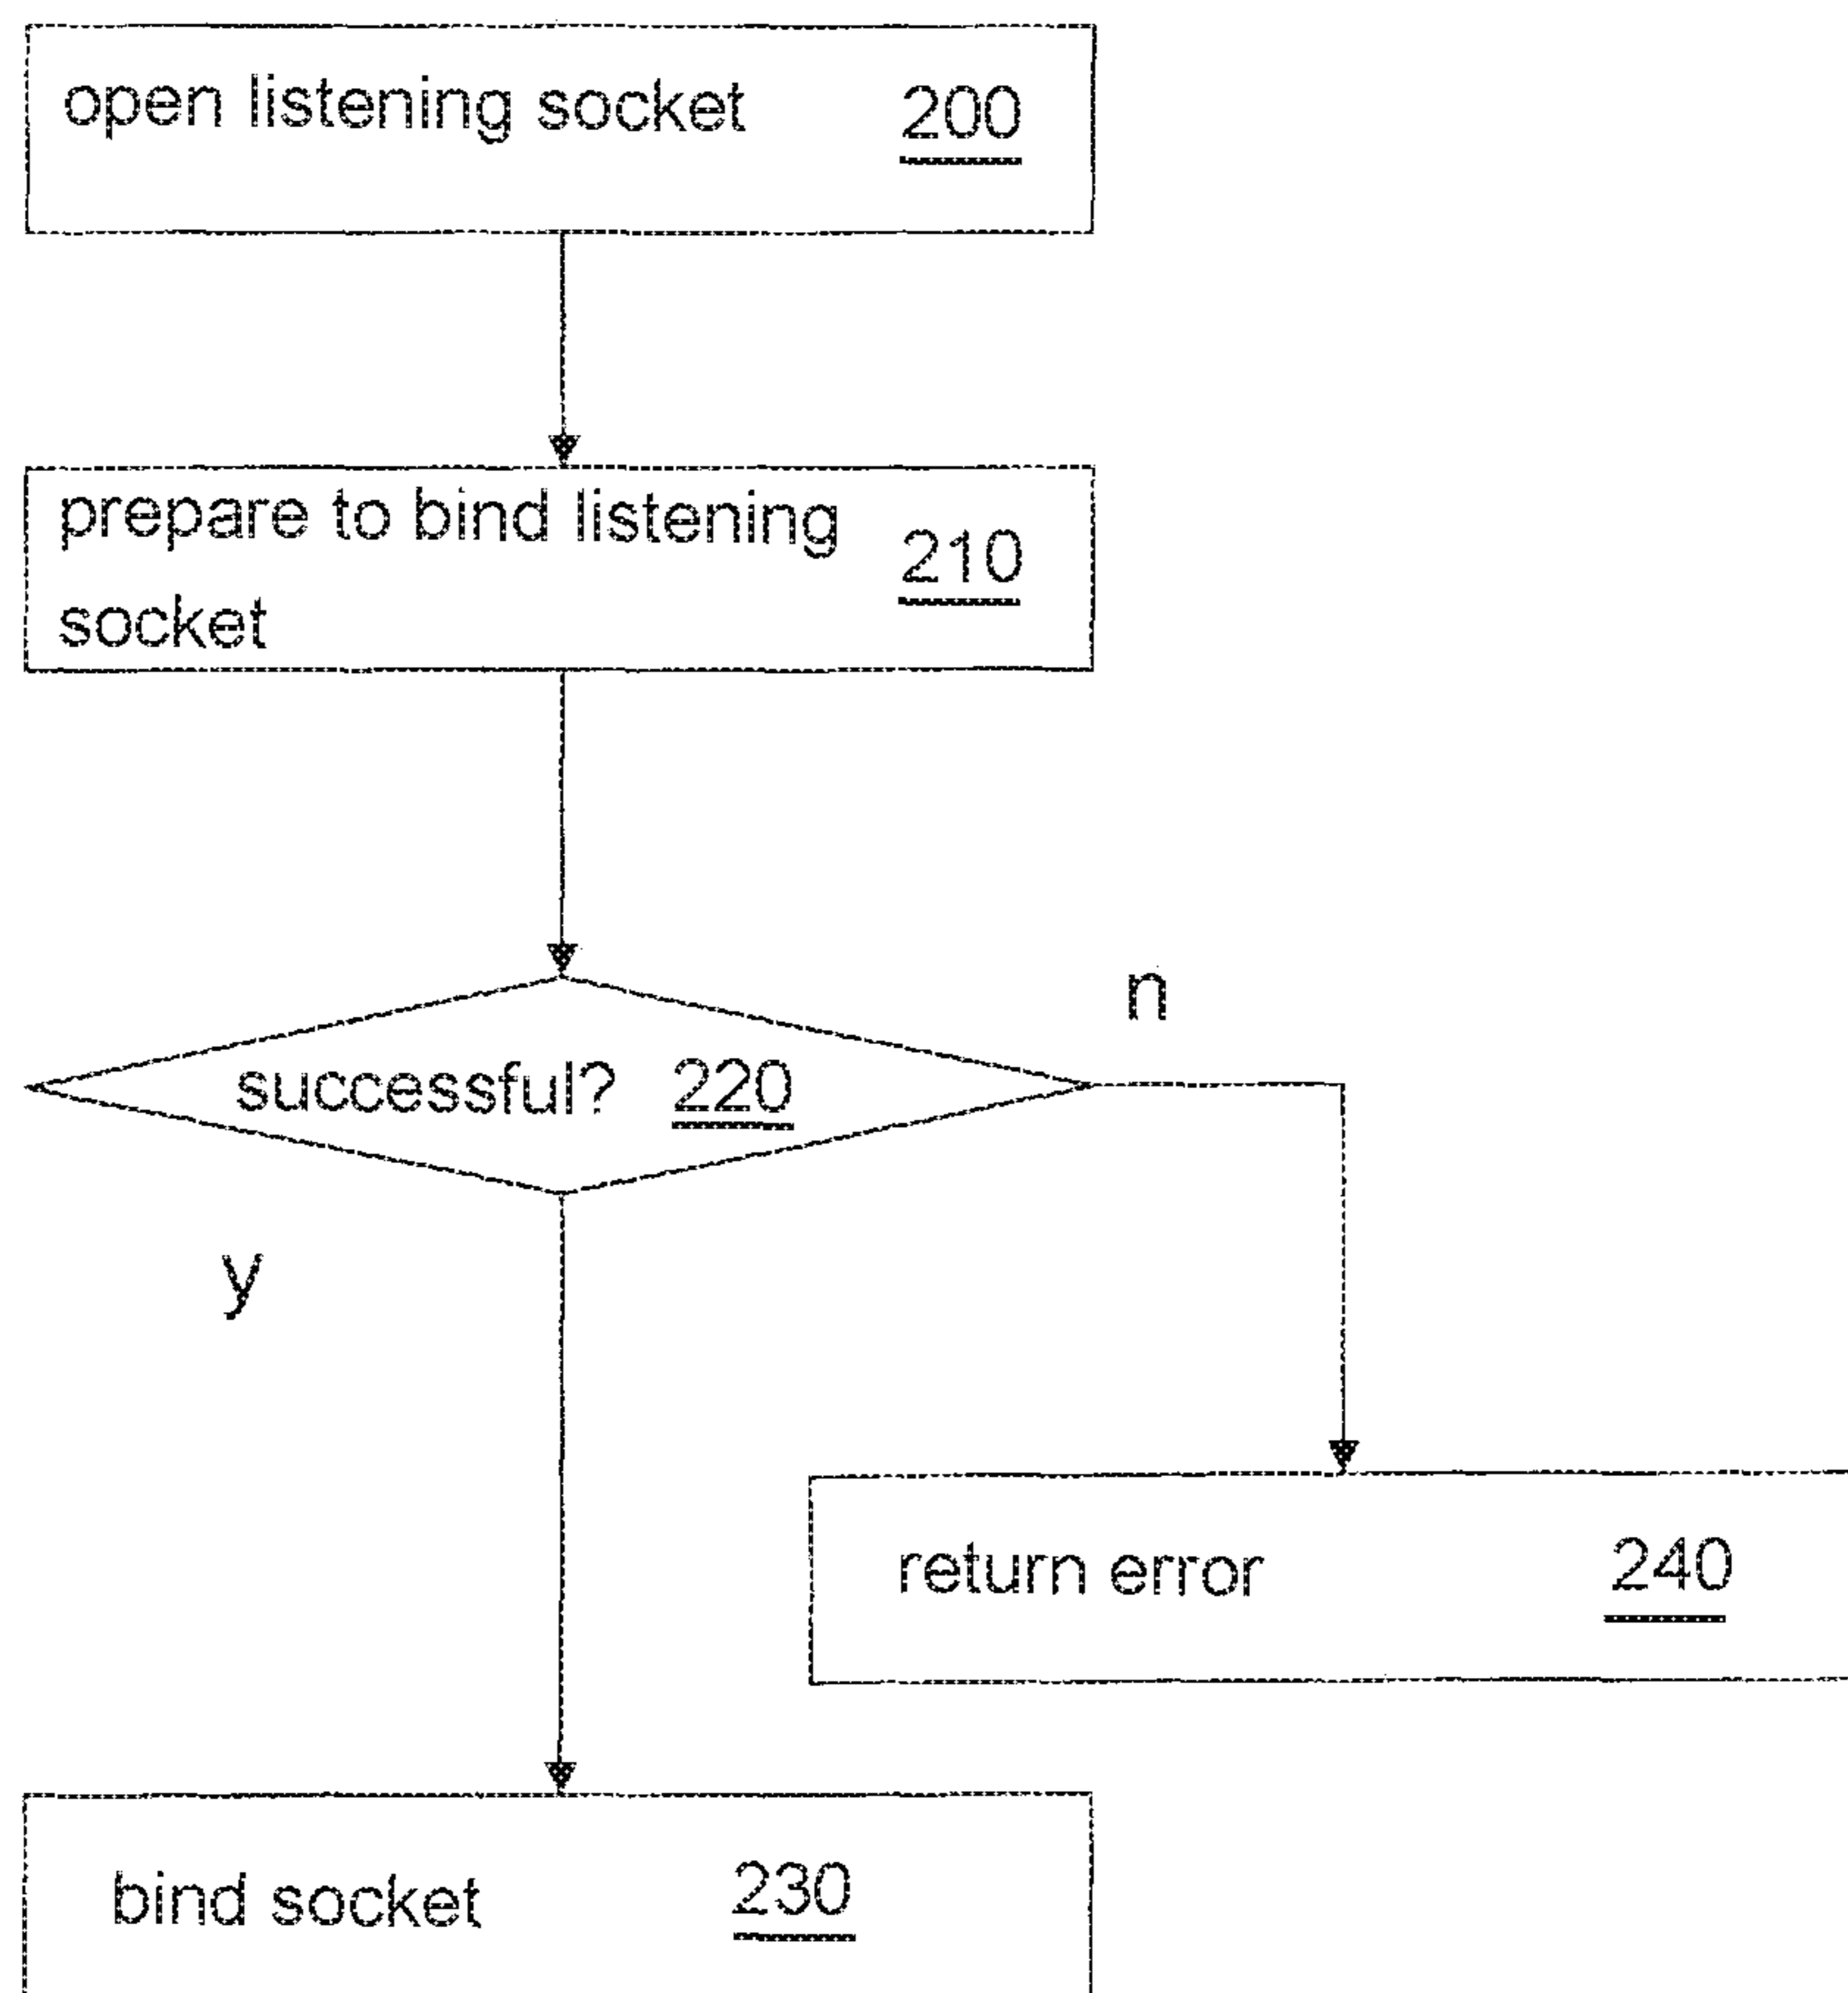 open listening socket 200
prepare to bind listening
socket 210
n
successful? 220
y
return error 240
bind socket 230